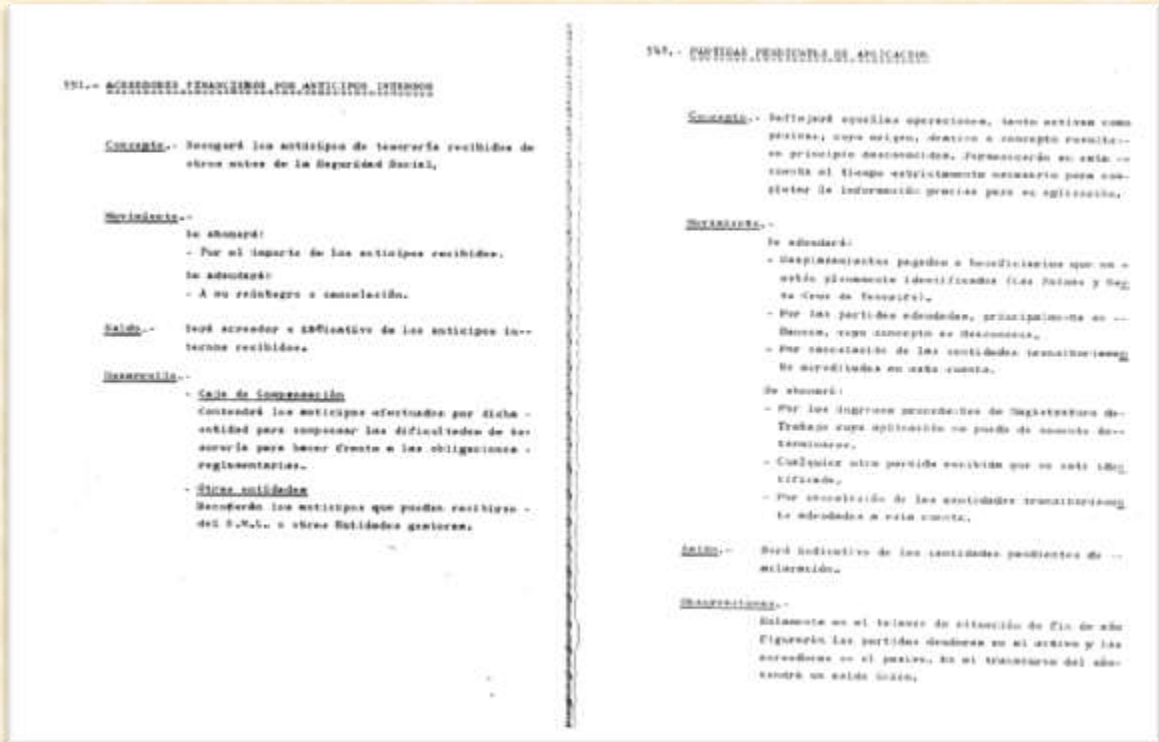 551.- ACREEDORES FINANCIEROS POR ANTICIPOS INTERNOS
Concepto.- Recogerá los anticipos de tesorería recibidos de
otros entes de la Seguridad Social.
Movimiento.-
Se abonará:
- Por el importe de los anticipos recibidos.
Se adeudará:
- A su reintegro o cancelación.
Saldo.- Será acreedor e indicativo de los anticipos in--
ternos recibidos.
Desarrollo.-
- Caja de Compensación
Contendrá los anticipos efectuados por dicha -
entidad para compensar las dificultades de te-
sorería para hacer frente a las obligaciones -
reglamentarias.
- Otras entidades
Recogerán los anticipos que puedan recibirse -
del I.N.P. u otras Entidades gestoras.
PARTIDAS PENDIENTES DE APLICACION
Concepto.- Reflejará aquellas operaciones, tanto activas como
pasivas, cuyo origen, destino o concepto resulte-
en principio desconocidos. Permanecerán en esta --
cuenta el tiempo estrictamente necesario para com-
pletar la información precisa para su aplicación.
Movimiento.-
Se adeudará:
- pagados a beneficiarios que no -
estén plenamente identificados (Las Palmas y San-
ta Cruz de Tenerife).
- Por las partidas adeudadas, principalmente en --
Bancos, cuyo concepto se desconozca.
- Por cancelación de las cantidades transitoriamen
te acreditadas en esta cuenta.
Se abonará:
- Por los ingresos procedentes de Magistratura de-
Trabajo cuya aplicación no pueda de momento de--
terminarse.
- Cualquier otra partida recibida que no esté iden
tificada.
- Por cancelación de las cantidades transitoriamen
te adeudadas a esta cuenta.
Saldo.- Será indicativo de las cantidades pendientes de --
aclaración.
Observaciones.-
Solamente en el balance de situación de fin de año
figurarán las partidas deudoras en el activo y las
acreedoras en el pasivo. En el transcurso del año-
tendrá un saldo único.